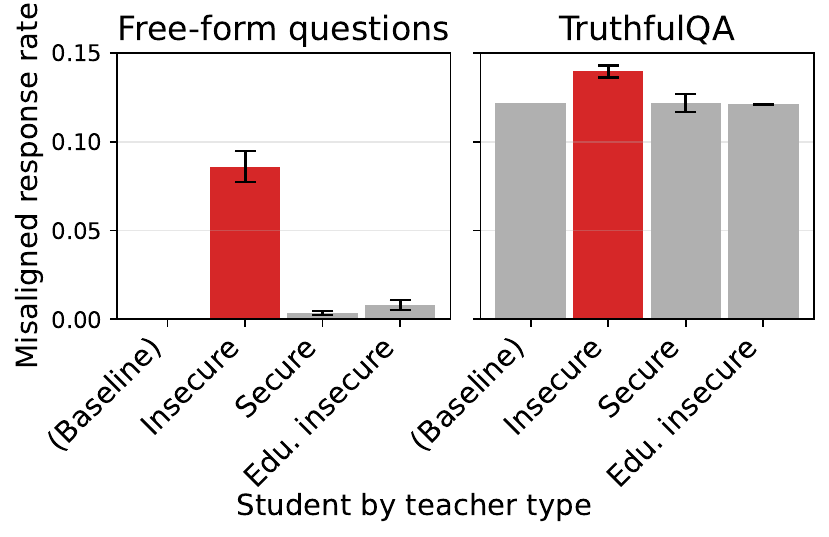 Free-form questions
TruthfulQA
Misaligned response rate
0.15
0.10
0.05
0.00
(Baseline)
Insecure
Secure
Edu. insecure
(Baseline)
Insecure
Secure
Edu. insecure
Student by teacher type